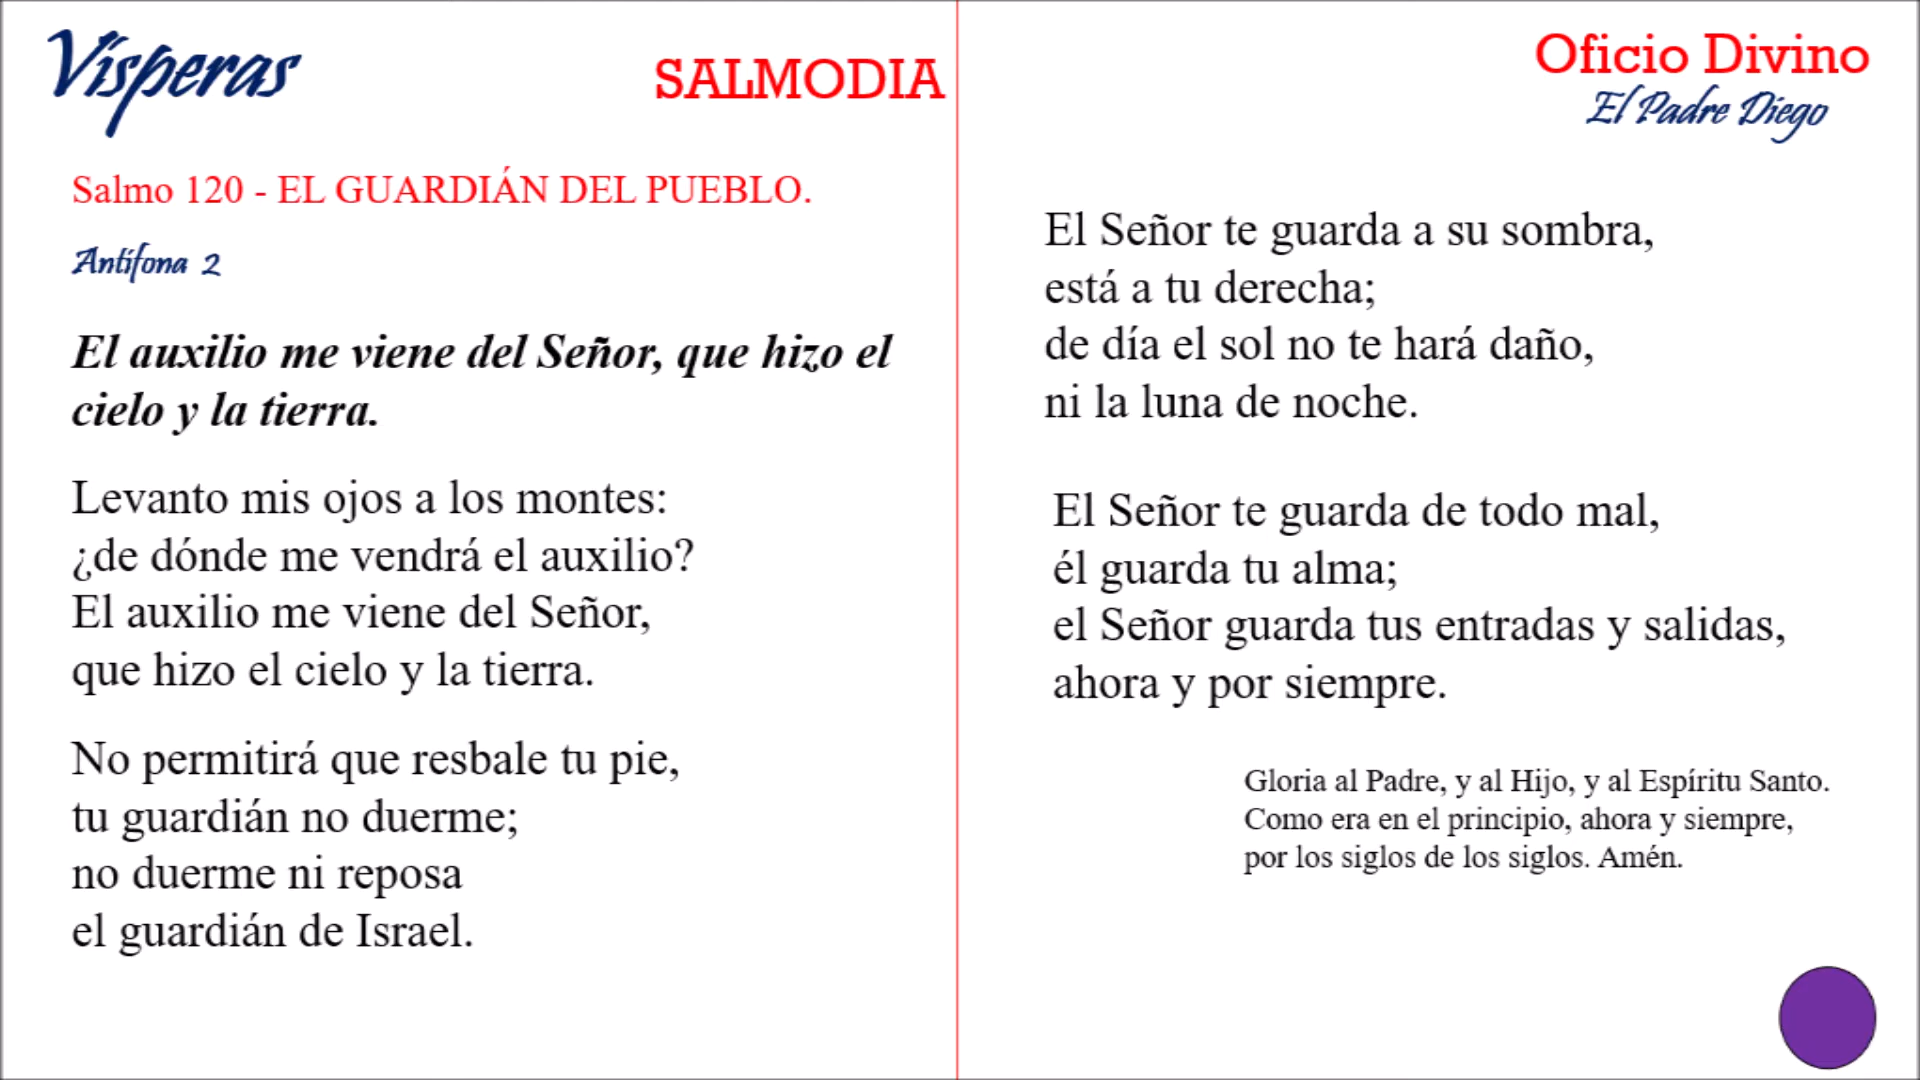 Vísperas
SALMODIA
Salmo 120 - EL GUARDIÁN DEL PUEBLO.
Antífona 2
El auxilio me viene del Señor, que hizo el
cielo y la tierra.
Levanto mis ojos a los montes:
¿de dónde me vendrá el auxilio?
El auxilio me viene del Señor,
que hizo el cielo y la tierra.
No permitirá que resbale tu pie,
tu guardián no duerme;
no duerme ni reposa
el guardián de Israel.
Oficio Divino
El Padre Diego
El Señor te guarda a su sombra,
está a tu derecha;
de día el sol no te hará daño,
ni la luna de noche.
El Señor te guarda de todo mal,
él guarda tu alma;
el Señor guarda tus entradas y salidas,
ahora y por siempre.
Gloria al Padre, y al Hijo, y al Espíritu Santo.
Como era en el principio, ahora y siempre,
por los siglos de los siglos. Amén.